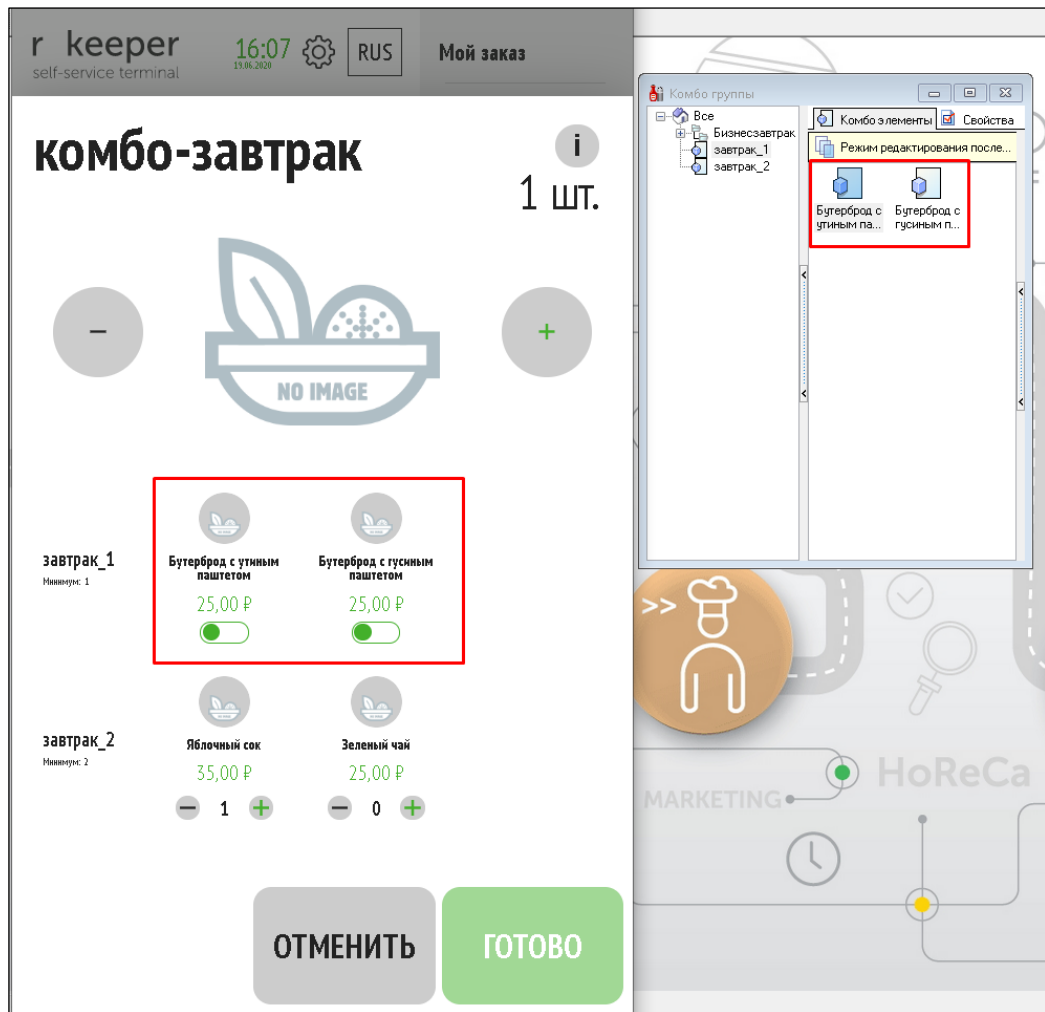 r keeper
self-service terminal
16:07
19.06.2020
RUS
Мой заказ
комбо-завтрак
i
1 шт.
−
NO IMAGE
+
завтрак_1
Минимум: 1
Бутерброд с утиным
паштетом
25,00 ₽
Бутерброд с гусиным
паштетом
25,00 ₽
завтрак_2
Минимум: 2
Яблочный сок
35,00 ₽
− 1 +
Зеленый чай
25,00 ₽
− 0 +
ОТМЕНИТЬ
ГОТОВО
Комбо группы
Все
Бизнесзавтрак
завтрак_1
завтрак_2
Комбо элементы
Свойства
Режим редактирования после...
Бутерброд с
утиным па...
Бутерброд с
гусиным п...
>>
HoReCa
MARKETING